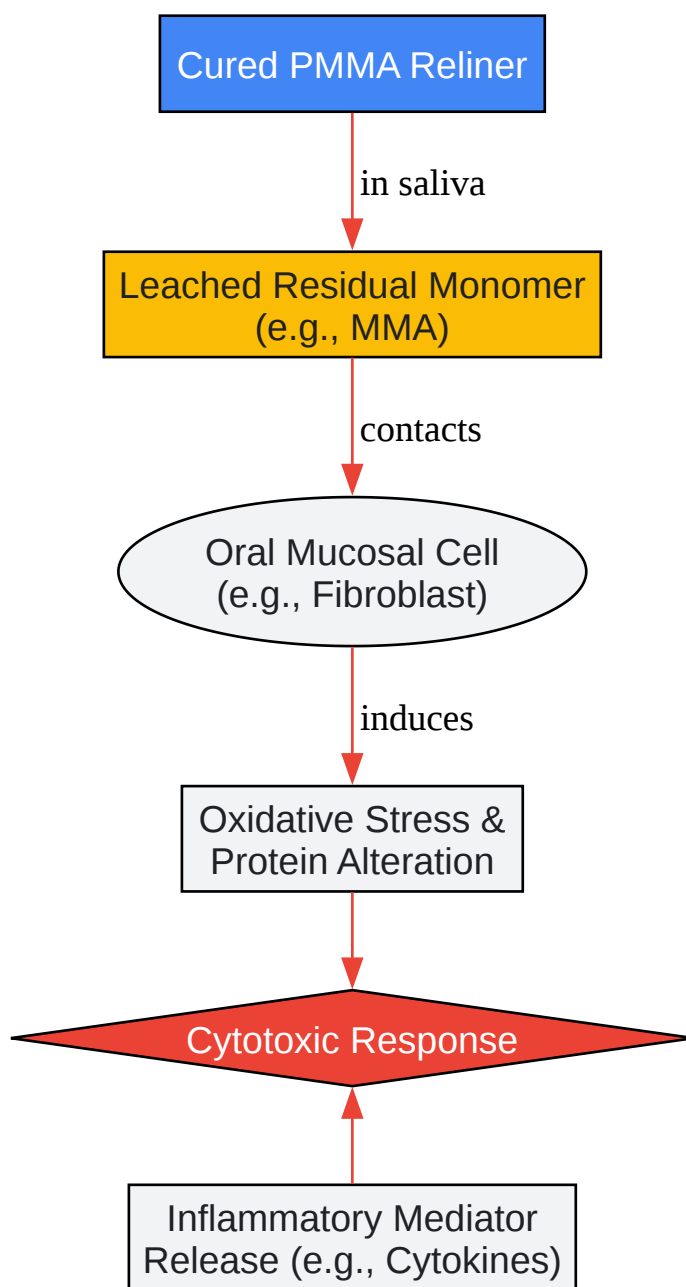 Cured PMMA Reliner
in saliva
Leached Residual Monomer
(e.g., MMA)
contacts
Oral Mucosal Cell
(e.g., Fibroblast)
induces
Oxidative Stress &
Protein Alteration
Cytotoxic Response
Inflammatory Mediator
Release (e.g., Cytokines)